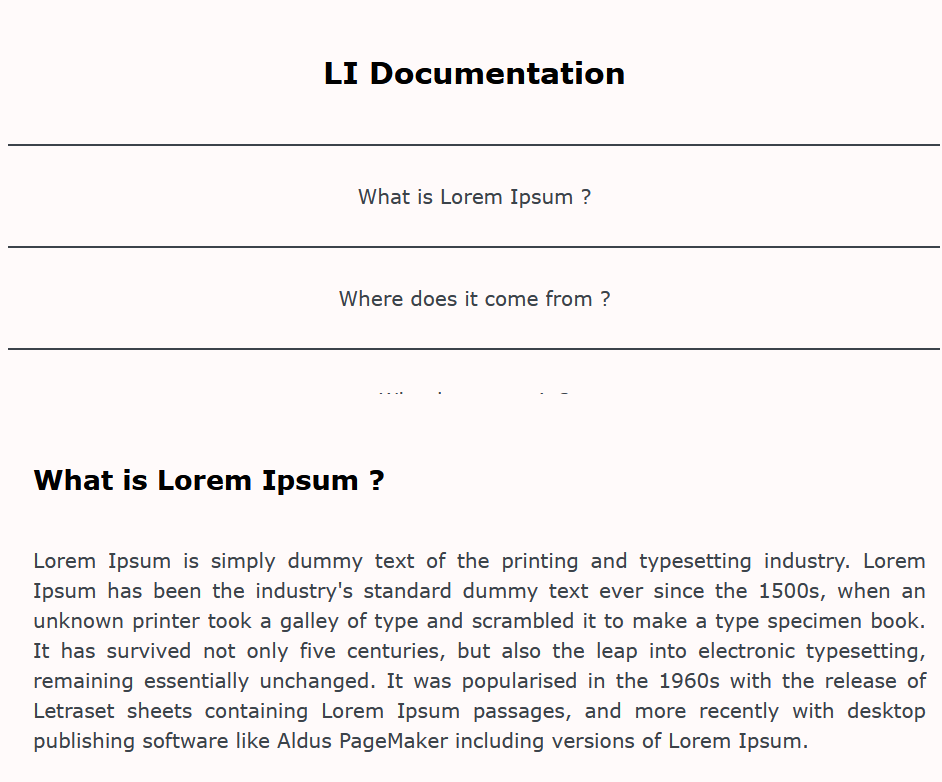 LI Documentation
What is Lorem Ipsum ?
Where does it come from ?
What is Lorem Ipsum ?
Lorem Ipsum is simply dummy text of the printing and typesetting industry. Lorem
Ipsum has been the industry's standard dummy text ever since the 1500s, when an
unknown printer took a galley of type and scrambled it to make a type specimen book.
It has survived not only five centuries, but also the leap into electronic typesetting,
remaining essentially unchanged. It was popularised in the 1960s with the release of
Letraset sheets containing Lorem Ipsum passages, and more recently with desktop
publishing software like Aldus PageMaker including versions of Lorem Ipsum.